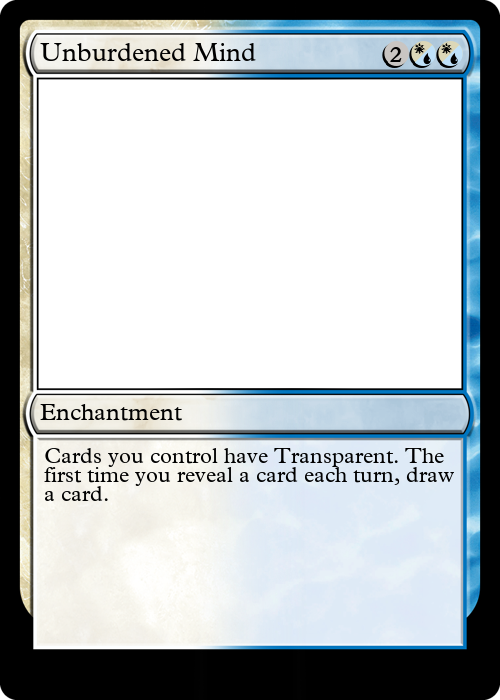 Unburdened Mind 2
Enchantment
Cards you control have Transparent. The
first time you reveal a card each turn, draw
a card.